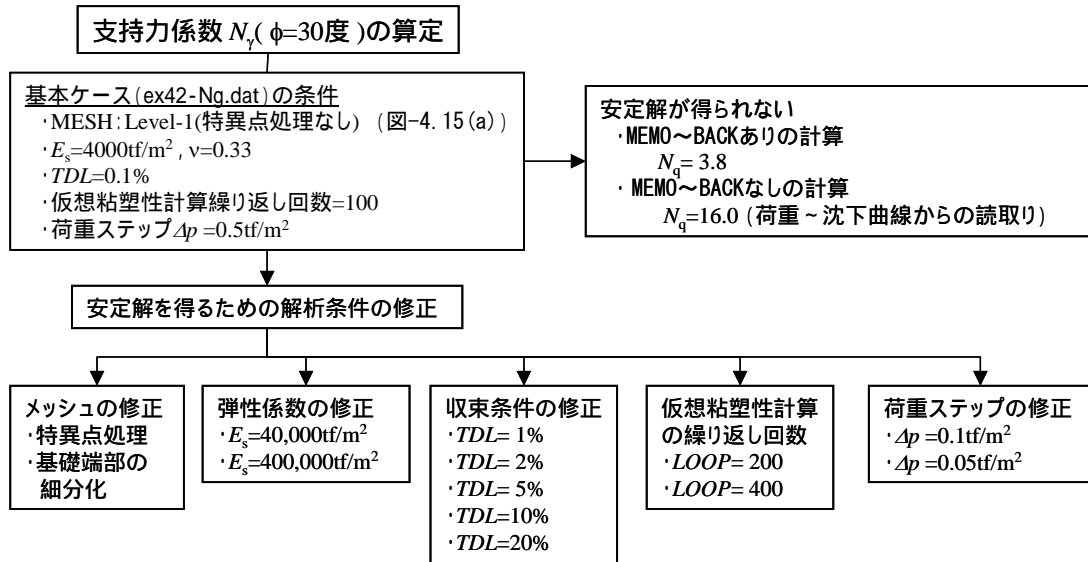 支持力係数 Nγ( φ=30度 )の算定
基本ケース(ex42-Ng.dat)の条件
・MESH:Level-1(特異点処理なし) (図-4.15(a))
・Es=4000tf/m² , ν=0.33
・TDL=0.1%
・仮想粘塑性計算繰り返し回数=100
・荷重ステップΔp =0.5tf/m²
安定解が得られない
・MEMO～BACKありの計算
Nq= 3.8
・MEMO～BACKなしの計算
Nq=16.0 (荷重～沈下曲線からの読取り)
安定解を得るための解析条件の修正
メッシュの修正
・特異点処理
・基礎端部の
細分化
弾性係数の修正
・Es=40,000tf/m²
・Es=400,000tf/m²
収束条件の修正
・TDL= 1%
・TDL= 2%
・TDL= 5%
・TDL=10%
・TDL=20%
仮想粘塑性計算
の繰り返し回数
・LOOP= 200
・LOOP= 400
荷重ステップの修正
・Δp =0.1tf/m²
・Δp =0.05tf/m²